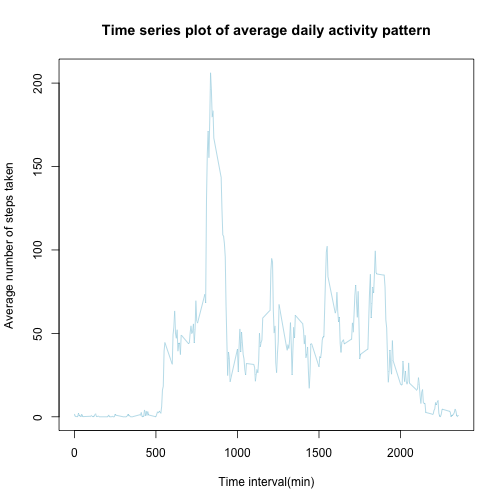 Time series plot of average daily activity pattern
Average number of steps taken
200
150
100
50
0
0 500 1000 1500 2000
Time interval(min)